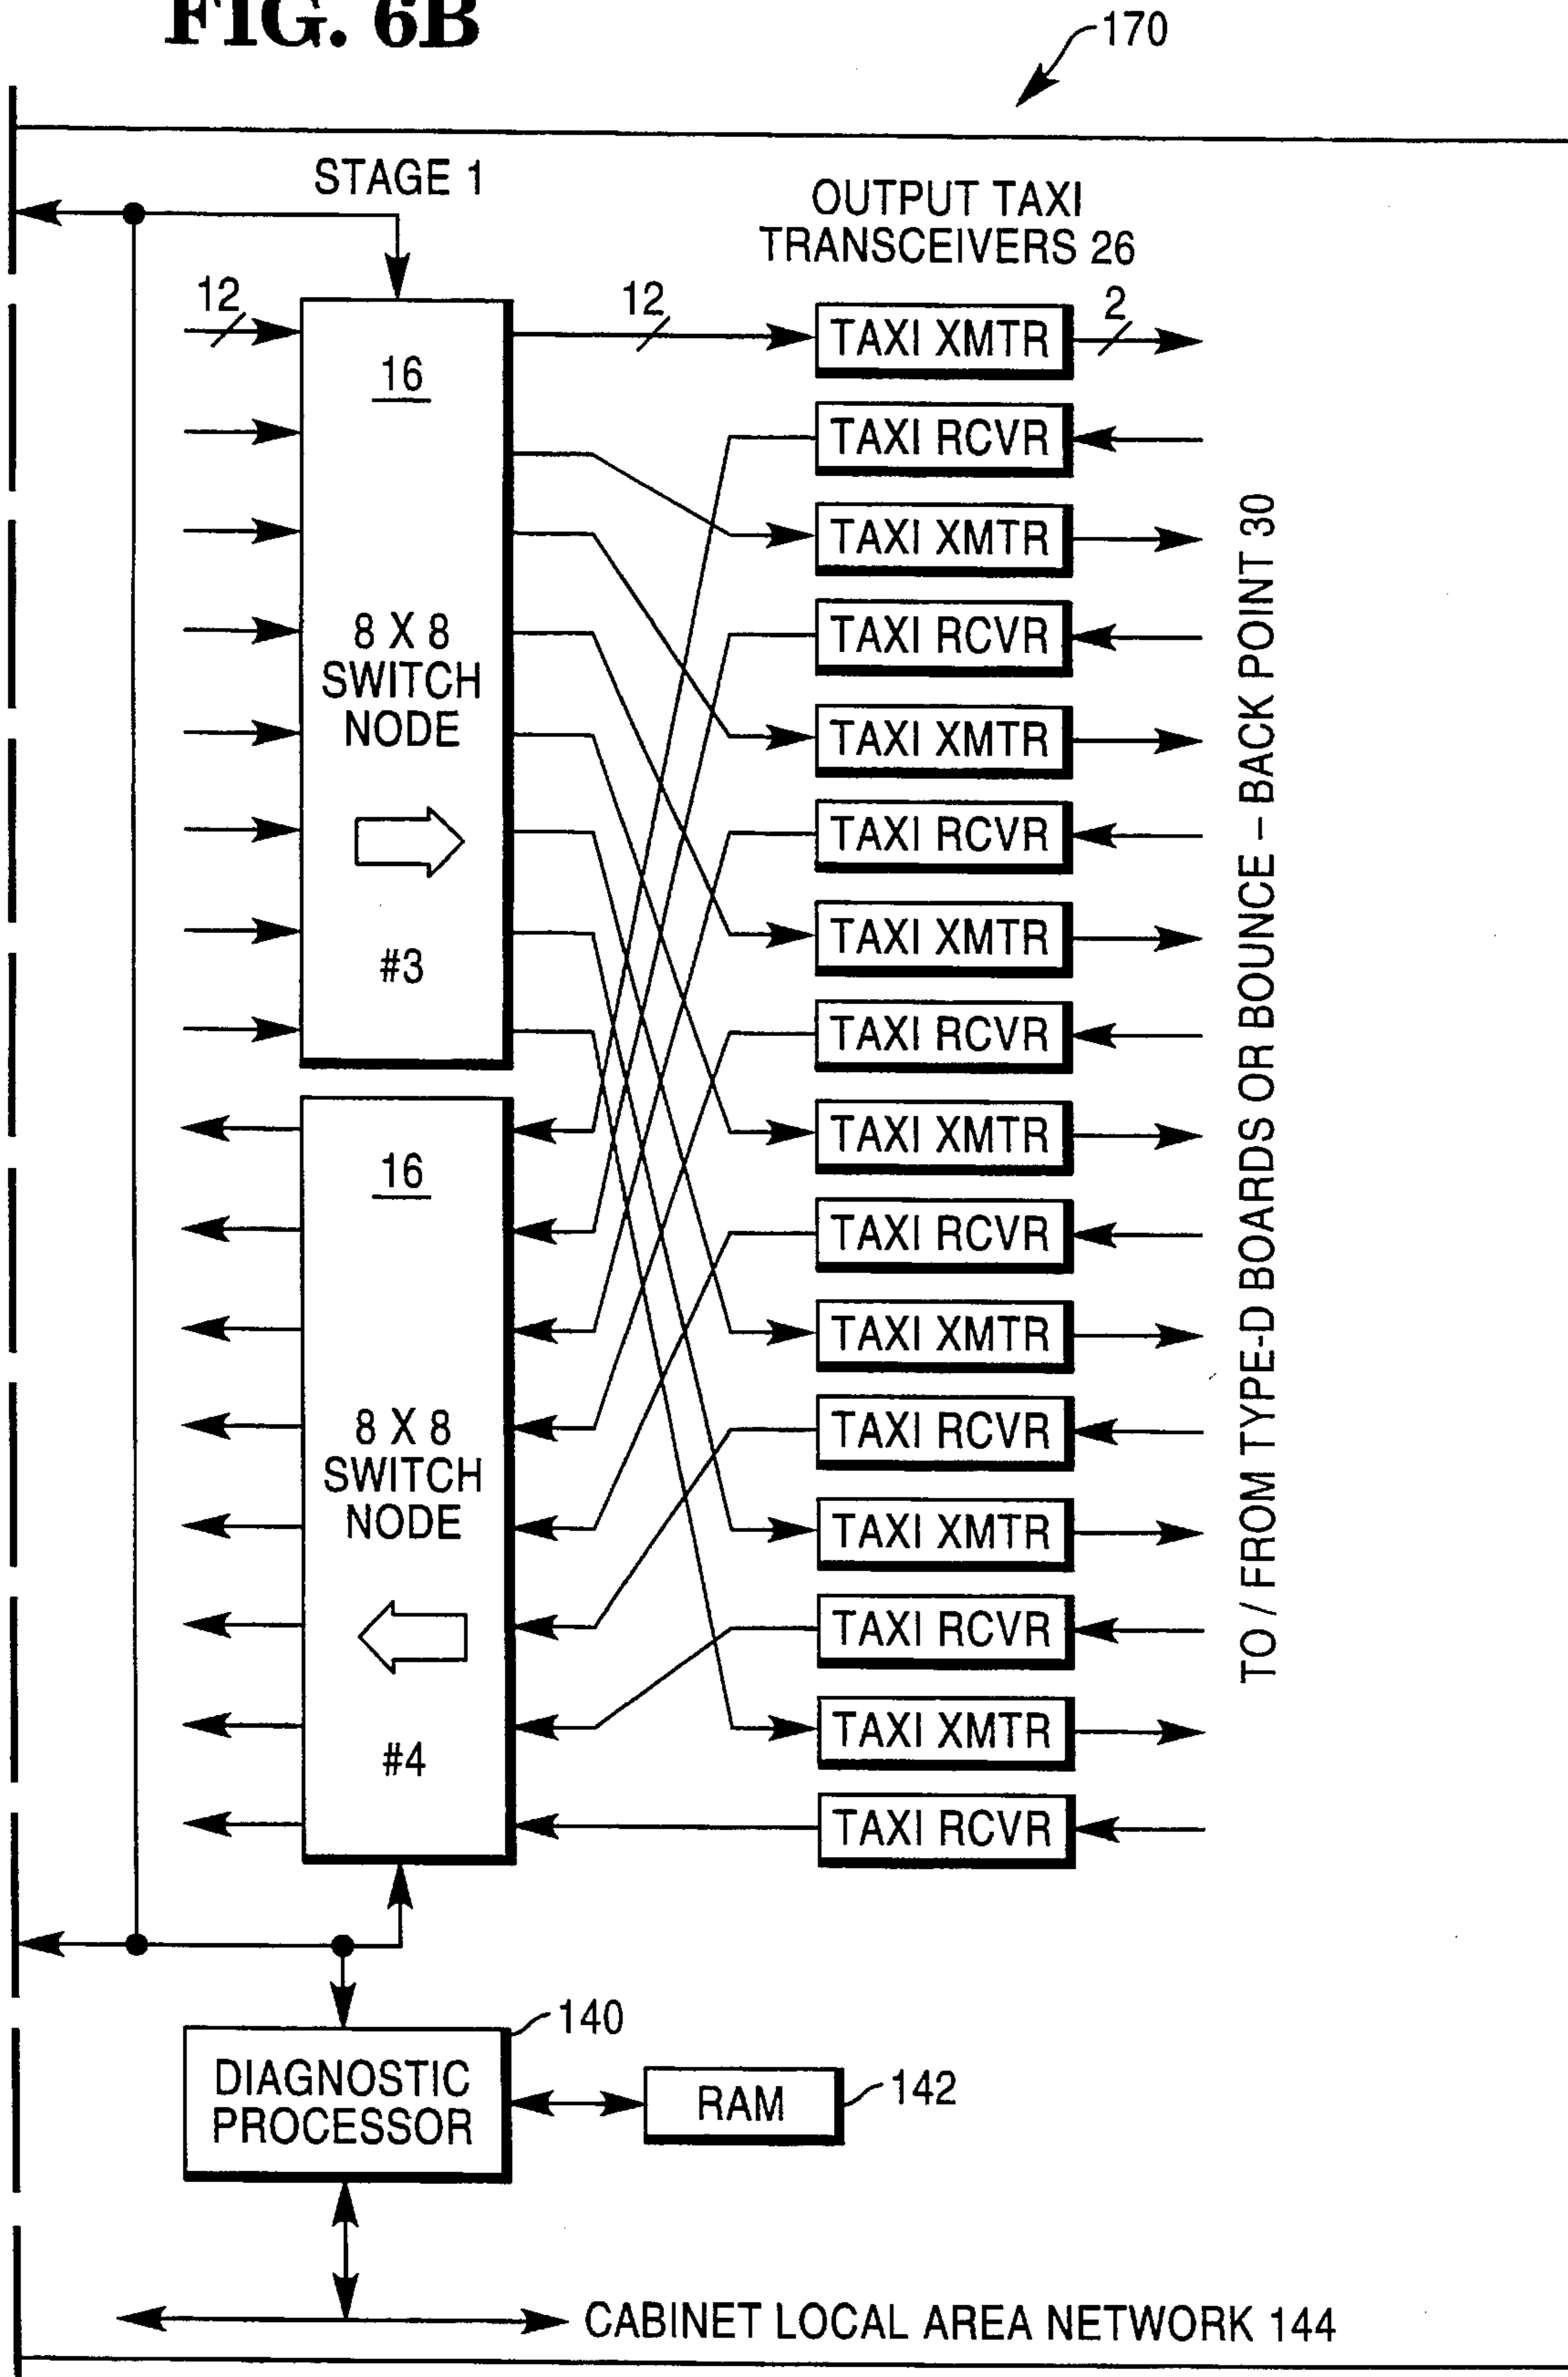 FIG. 6B
170
STAGE 1
OUTPUT TAXI
TRANSCEIVERS 26
12
12
2
16
8 X 8
SWITCH
NODE
#3
TAXI XMTR
TAXI RCVR
TAXI XMTR
TAXI RCVR
TAXI XMTR
TAXI RCVR
TAXI XMTR
TAXI RCVR
TAXI XMTR
TAXI RCVR
TAXI XMTR
TAXI RCVR
TAXI XMTR
TAXI RCVR
TAXI XMTR
TAXI RCVR
TO / FROM TYPE-D BOARDS OR BOUNCE – BACK POINT 30
16
8 X 8
SWITCH
NODE
#4
140
DIAGNOSTIC
PROCESSOR
RAM
142
CABINET LOCAL AREA NETWORK 144